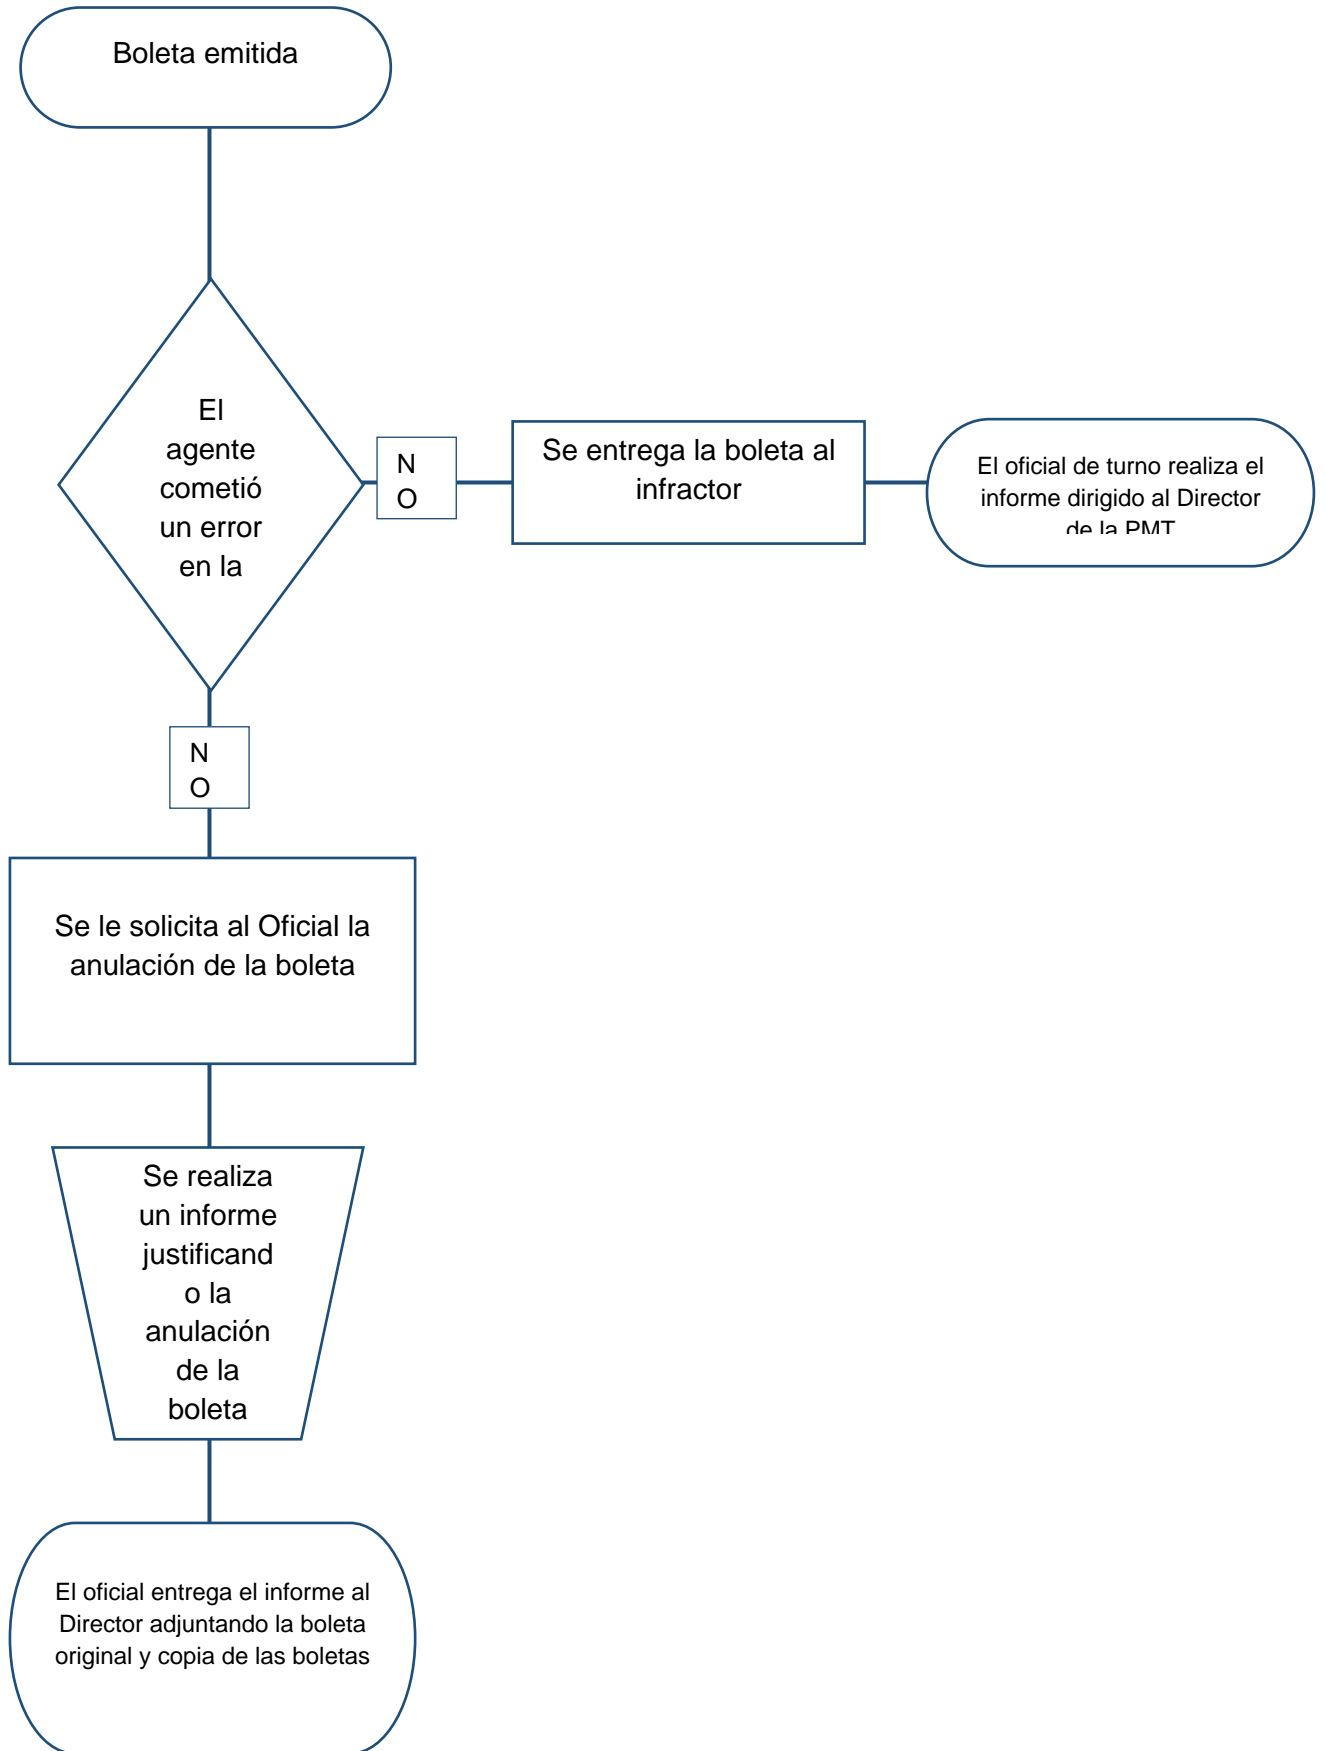 Boleta emitida
El
agente
cometió
un error
en la
N
O
Se entrega la boleta al
infractor
El oficial de turno realiza el
informe dirigido al Director
de la PMT
N
O
Se le solicita al Oficial la
anulación de la boleta
Se realiza
un informe
justificand
o la
anulación
de la
boleta
El oficial entrega el informe al
Director adjuntando la boleta
original y copia de las boletas